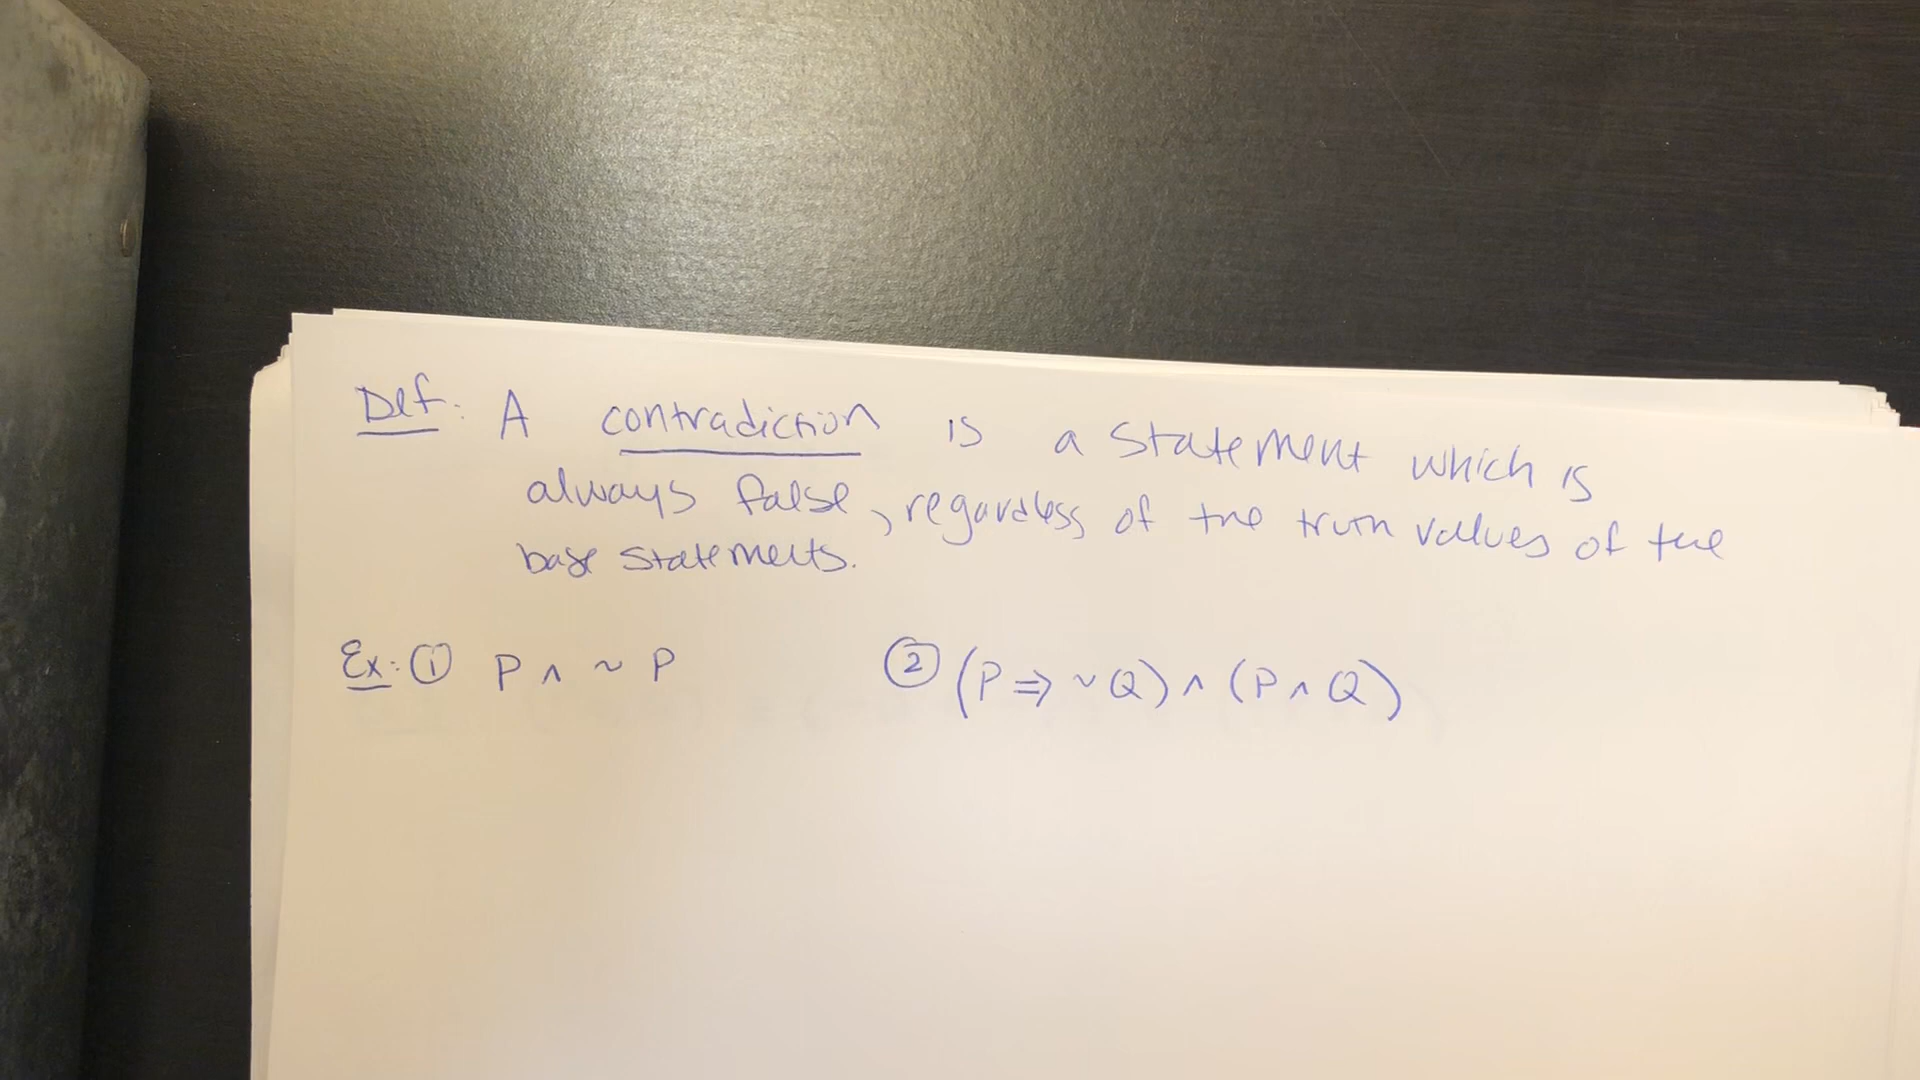 Def: A contradiction is a statement which is
always false, regardless of the truth values of the
base statements.
Ex: ① P ∧ ~ P ② (P ⇒ ~Q) ∧ (P ∧ Q)